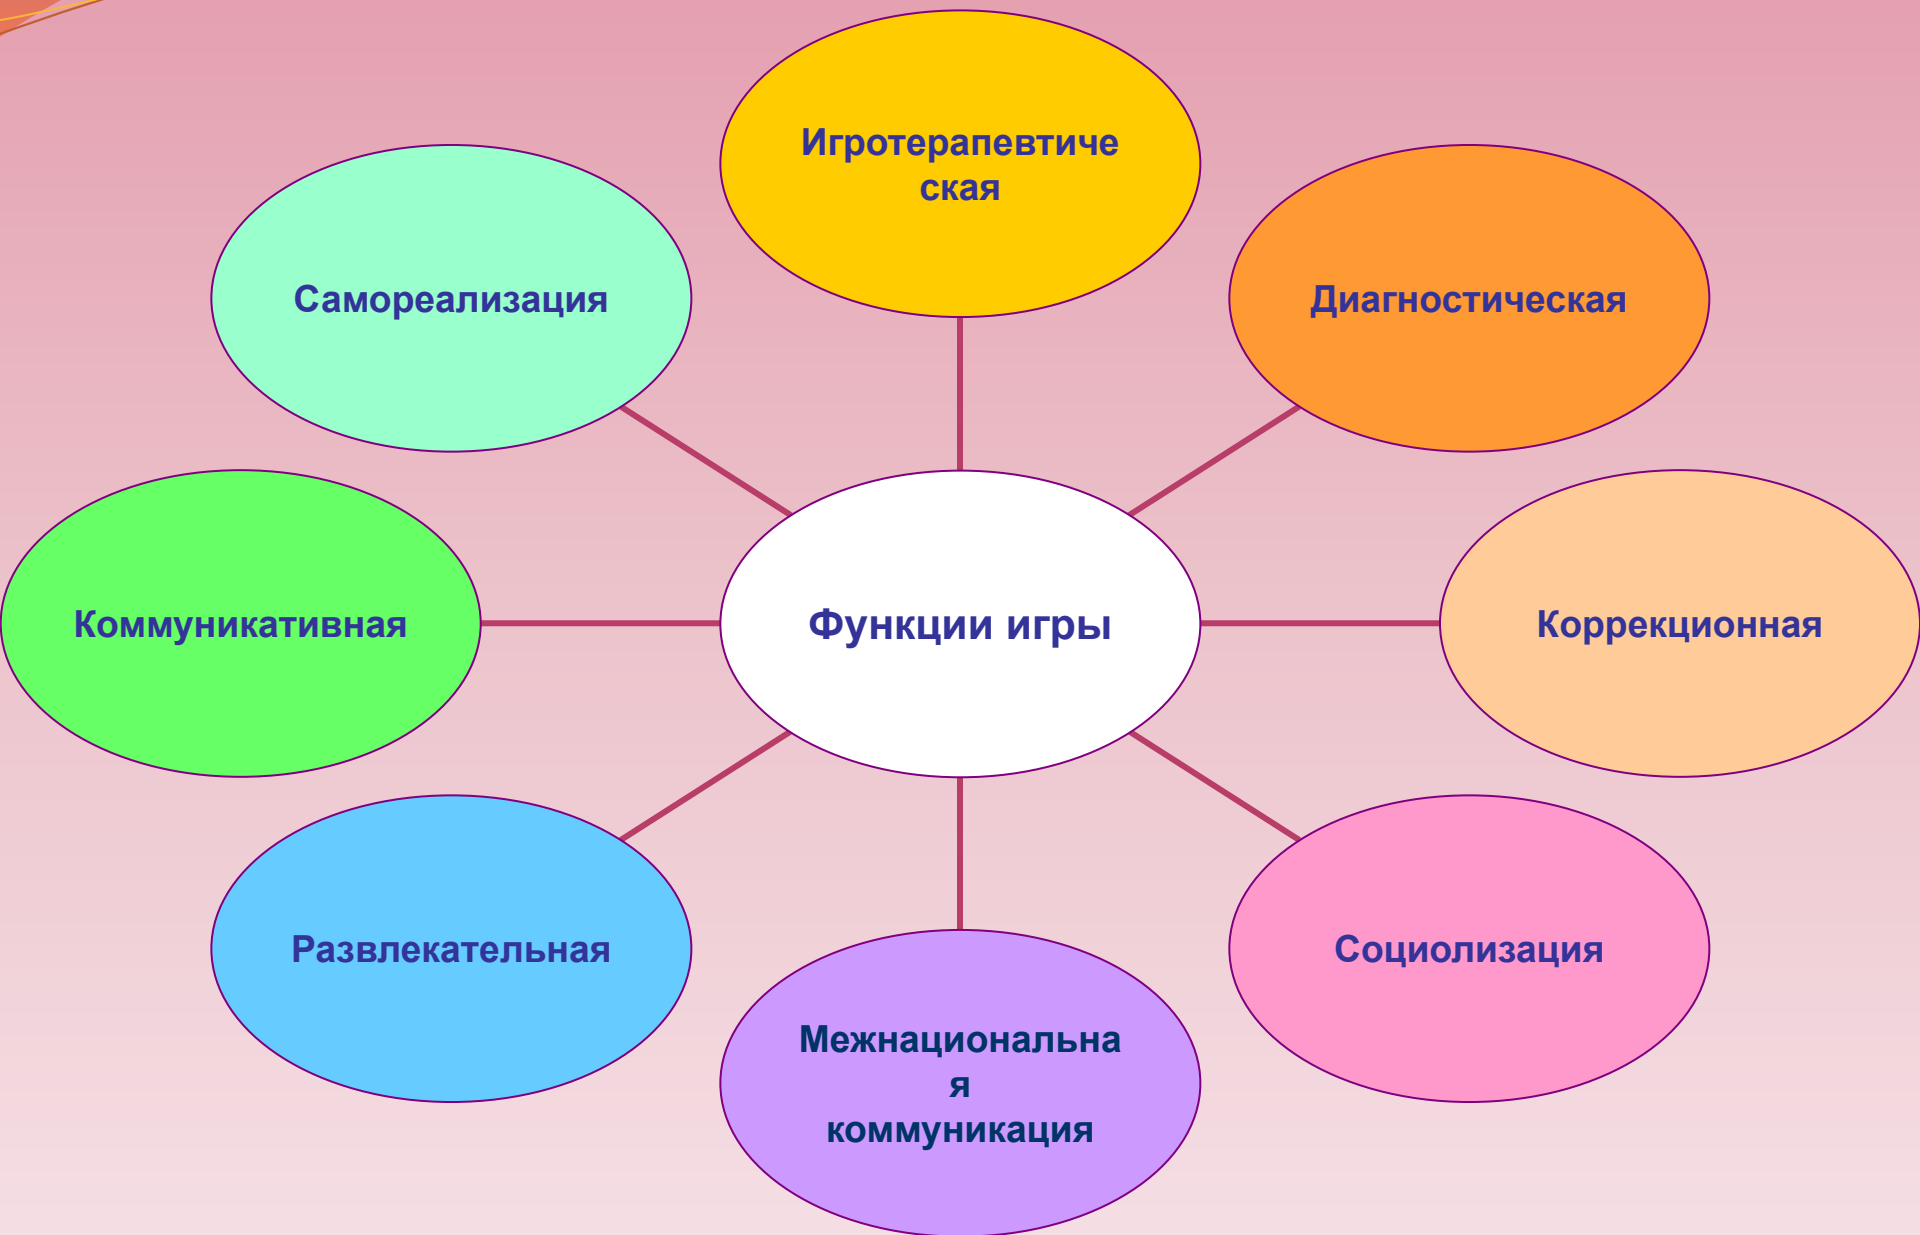 Игротерапевтиче
ская
Самореализация
Диагностическая
Коммуникативная
Функции игры
Коррекционная
Развлекательная
Социолизация
Межнациональна
я
коммуникация